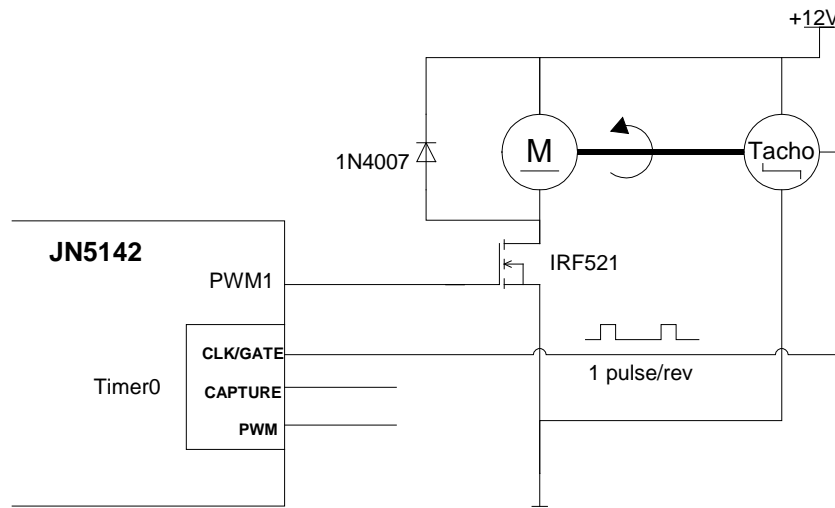 +12V
1N4007
M
Tacho
JN5142
PWM1
IRF521
CLK/GATE
1 pulse/rev
Timer0
CAPTURE
PWM